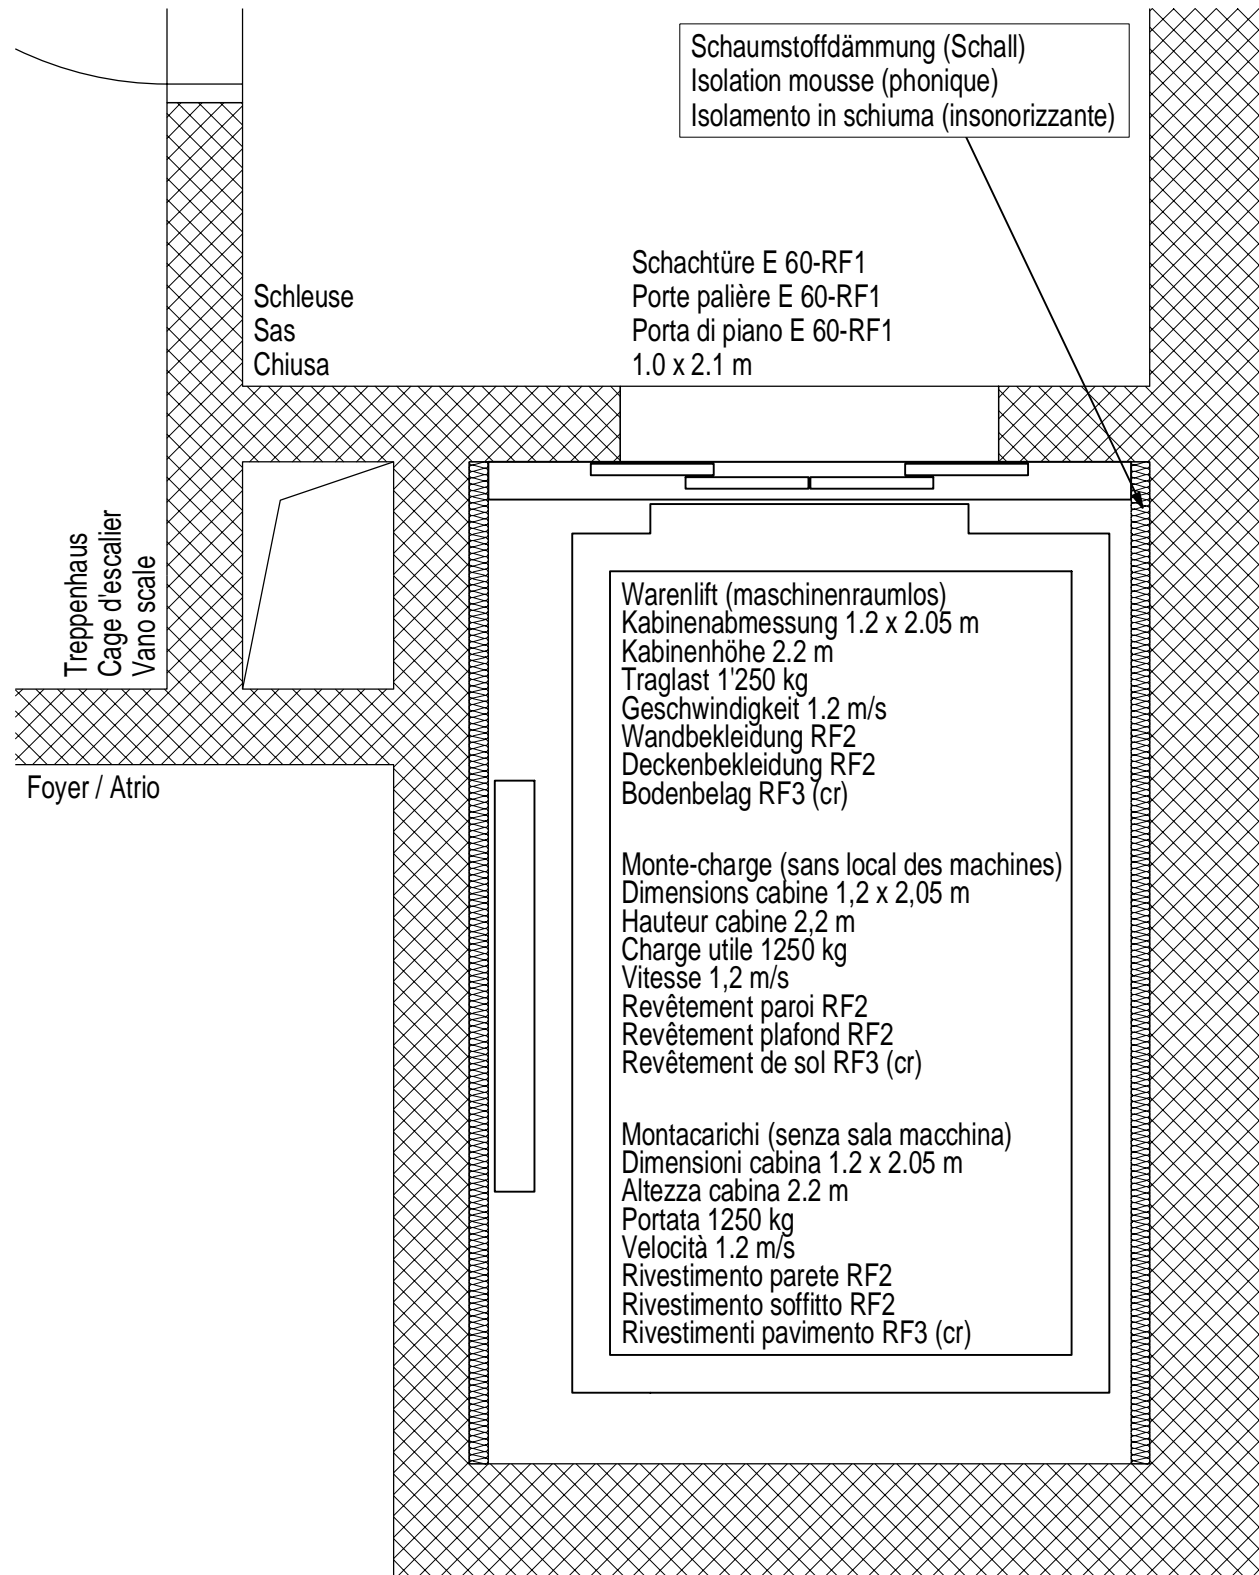 Schaumstoffdämmung (Schall)
Isolation mousse (phonique)
Isolamento in schiuma (insonorizzante)
Schachtüre E 60-RF1
Porte palière E 60-RF1
Porta di piano E 60-RF1
1.0 x 2.1 m
Schleuse
Sas
Chiusa
Treppenhaus
Cage d'escalier
Vano scale
Foyer / Atrio
Warenlift (maschinenraumlos)
Kabinenabmessung 1.2 x 2.05 m
Kabinenhöhe 2.2 m
Traglast 1'250 kg
Geschwindigkeit 1.2 m/s
Wandbekleidung RF2
Deckenbekleidung RF2
Bodenbelag RF3 (cr)
Monte-charge (sans local des machines)
Dimensions cabine 1,2 x 2,05 m
Hauteur cabine 2,2 m
Charge utile 1250 kg
Vitesse 1,2 m/s
Revêtement paroi RF2
Revêtement plafond RF2
Revêtement de sol RF3 (cr)
Montacarichi (senza sala macchina)
Dimensioni cabina 1.2 x 2.05 m
Altezza cabina 2.2 m
Portata 1250 kg
Velocità 1.2 m/s
Rivestimento parete RF2
Rivestimento soffitto RF2
Rivestimenti pavimento RF3 (cr)